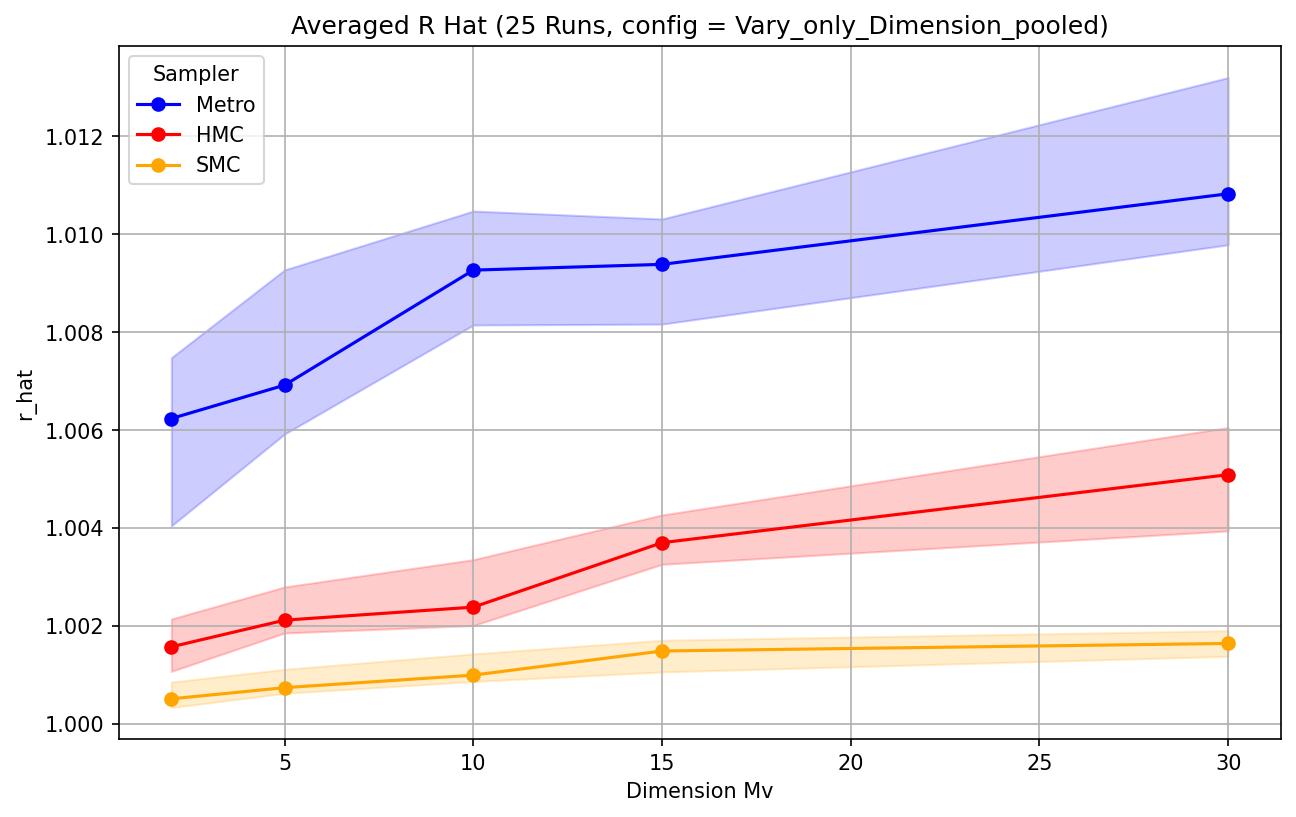 Averaged R Hat (25 Runs, config = Vary_only_Dimension_pooled)
Sampler
Metro
HMC
SMC
1.012
1.010
1.008
1.006
1.004
1.002
1.000
r_hat
5 10 15 20 25 30
Dimension Mv